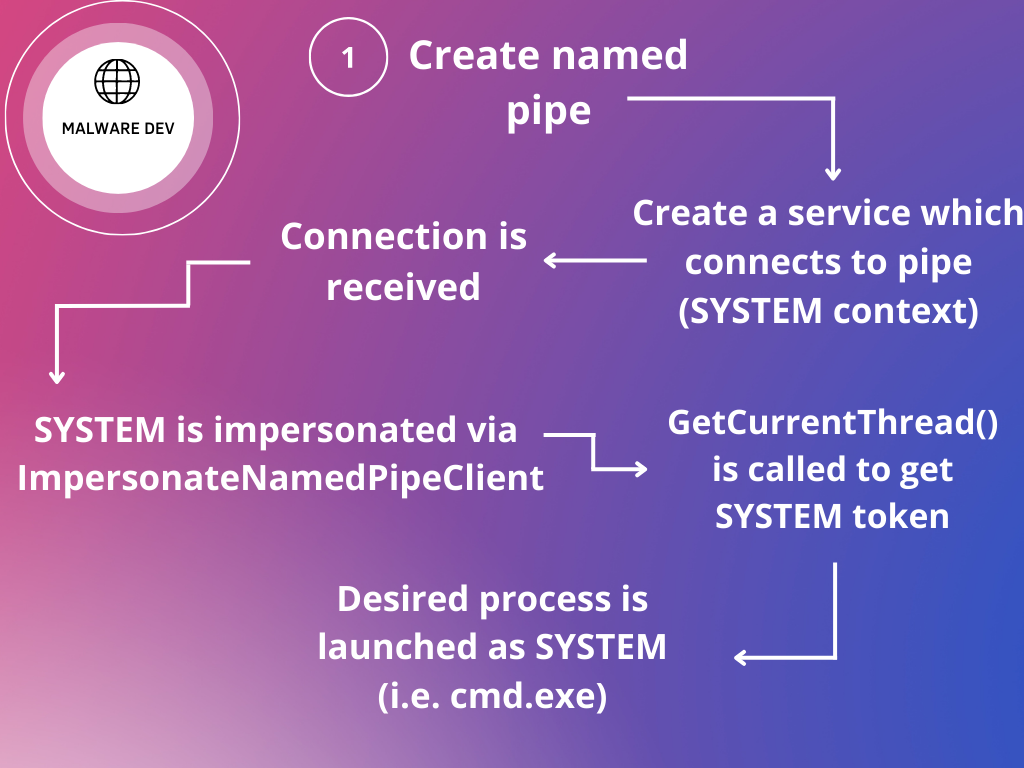 MALWARE DEV
1
Create named
pipe
Create a service which
connects to pipe
(SYSTEM context)
Connection is
received
SYSTEM is impersonated via
ImpersonateNamedPipeClient
GetCurrentThread()
is called to get
SYSTEM token
Desired process is
launched as SYSTEM
(i.e. cmd.exe)